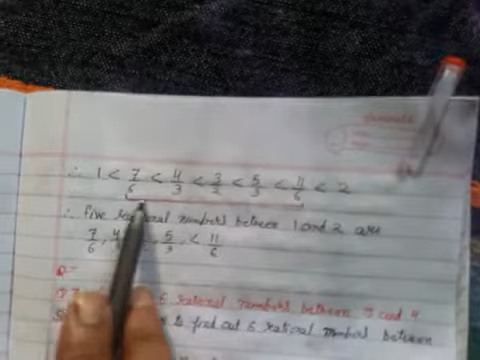 ∴ 1 < 7/6 < 4/3 < 3/2 < 5/3 < 11/6 < 2
∴ Five rational numbers between 1 and 2 are
7/6, 4/ , 5/3, < 11/6
Q=
6 rational numbers between 3 and 4
to find out 6 rational numbers between